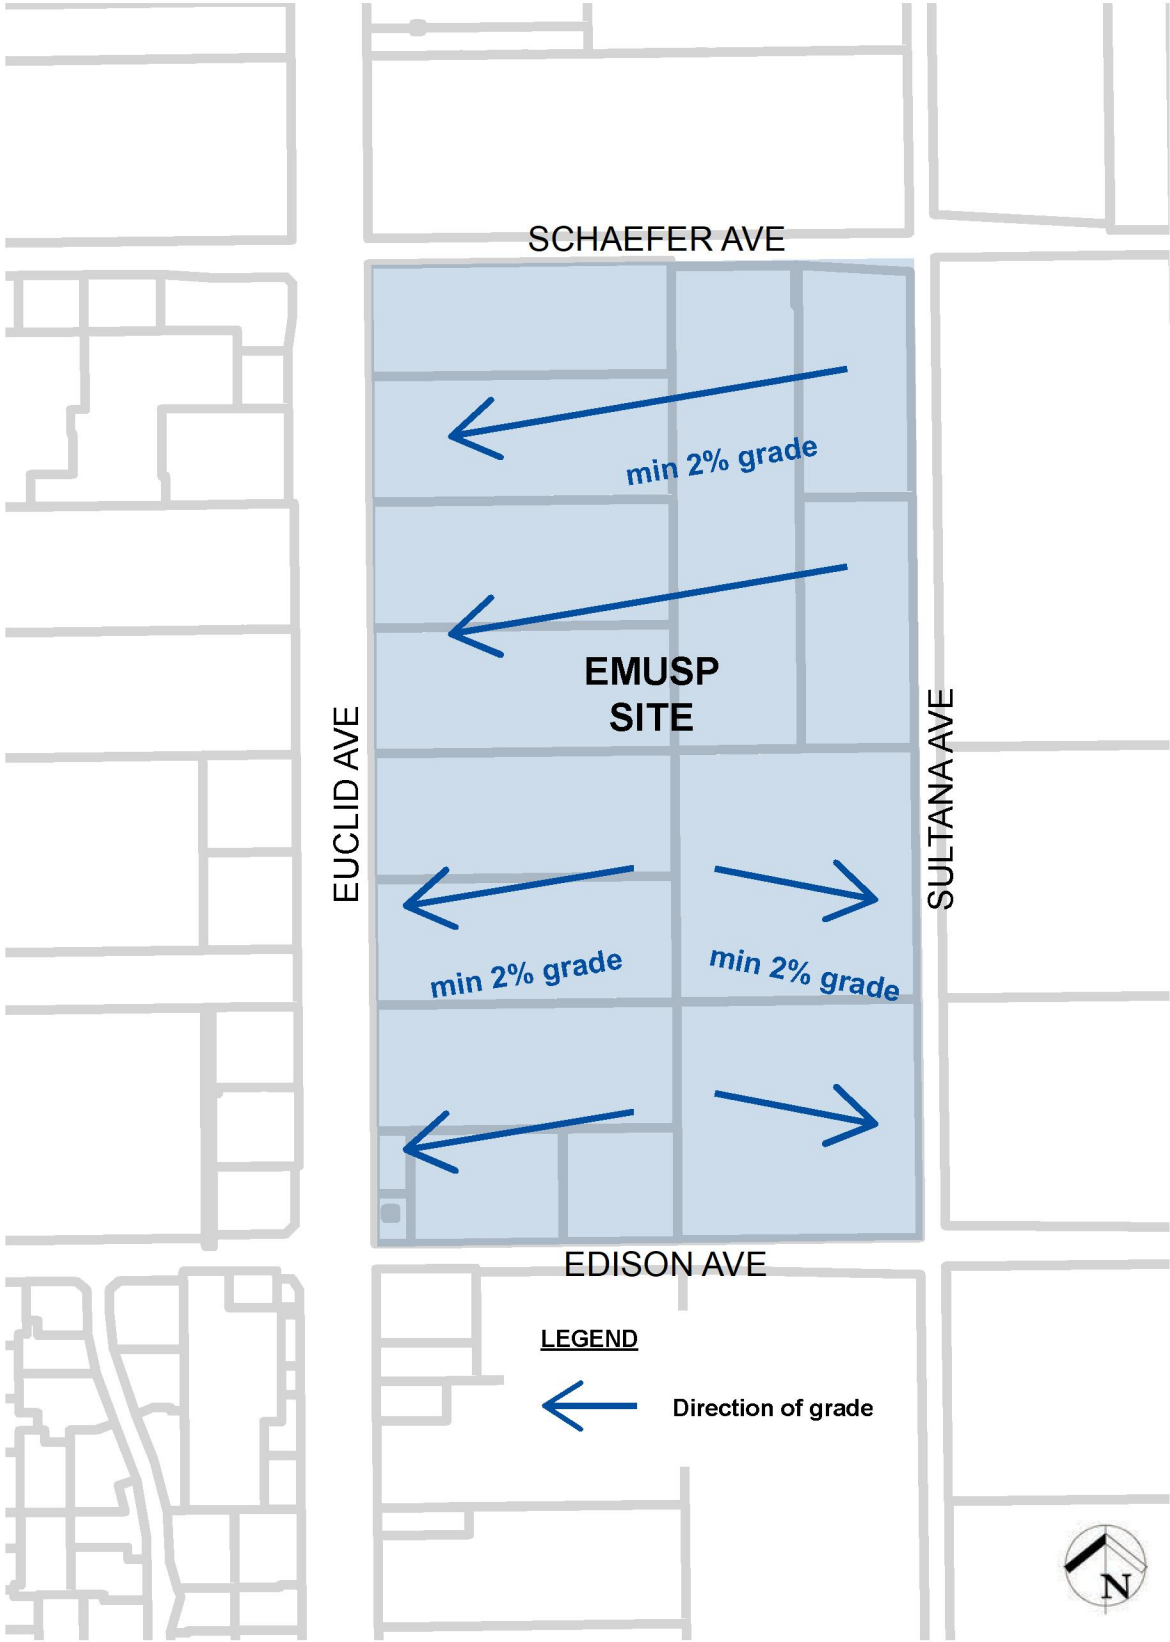 SCHAEFER AVE
min 2% grade
EMUSP
SITE
EUCLID AVE
SULTANA AVE
min 2% grade
min 2% grade
EDISON AVE
LEGEND
Direction of grade
N